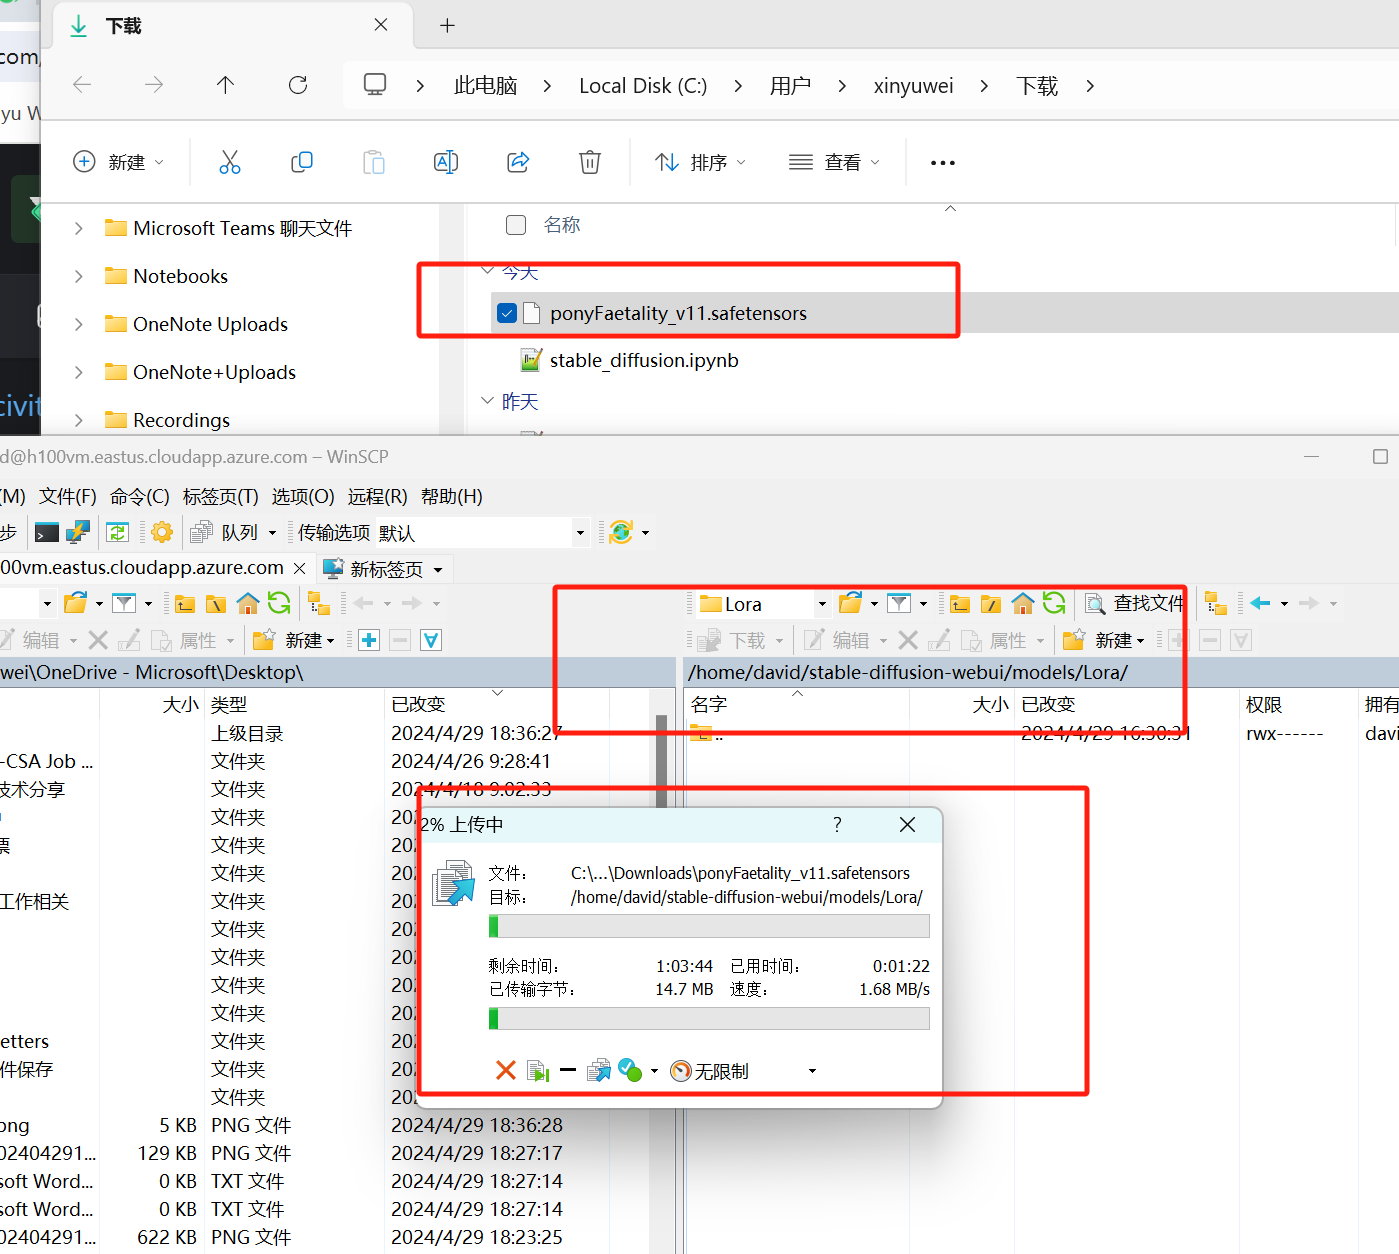 下载
com,
此电脑 Local Disk (C:) 用户 xinyuwei 下载
yu W
新建 排序 查看
名称
Microsoft Teams 聊天文件
今天
Notebooks
ponyFaetality_v11.safetensors
OneNote Uploads
stable_diffusion.ipynb
OneNote+Uploads
civit
昨天
Recordings
d@h100vm.eastus.cloudapp.azure.com – WinSCP
(M) 文件(F) 命令(C) 标签页(T) 选项(O) 远程(R) 帮助(H)
步 队列 传输选项 默认
00vm.eastus.cloudapp.azure.com 新标签页
Lora 查找文件
编辑 属性 新建 下载 编辑 属性 新建
wei\OneDrive - Microsoft\Desktop\ /home/david/stable-diffusion-webui/models/Lora/
大小 类型 已改变 名字 大小 已改变 权限 拥有
上级目录 2024/4/29 18:36:27 .. 2024/4/29 16:30:31 rwx------ davi
-CSA Job ... 文件夹 2024/4/26 9:28:41
技术分享 文件夹 2024/4/18 9:02:33
文件夹 20
票 文件夹 20
文件夹 20
工作相关 文件夹 20
文件夹 20
文件夹 20
文件夹 20
文件夹 20
etters 文件夹 20
件保存 文件夹 20
文件夹 20
2% 上传中 ?
文件: C:\...\Downloads\ponyFaetality_v11.safetensors
目标: /home/david/stable-diffusion-webui/models/Lora/
剩余时间: 1:03:44 已用时间: 0:01:22
已传输字节: 14.7 MB 速度: 1.68 MB/s
无限制
ong 5 KB PNG 文件 2024/4/29 18:36:28
02404291... 129 KB PNG 文件 2024/4/29 18:27:17
soft Word... 0 KB TXT 文件 2024/4/29 18:27:14
soft Word... 0 KB TXT 文件 2024/4/29 18:27:14
02404291... 622 KB PNG 文件 2024/4/29 18:23:25